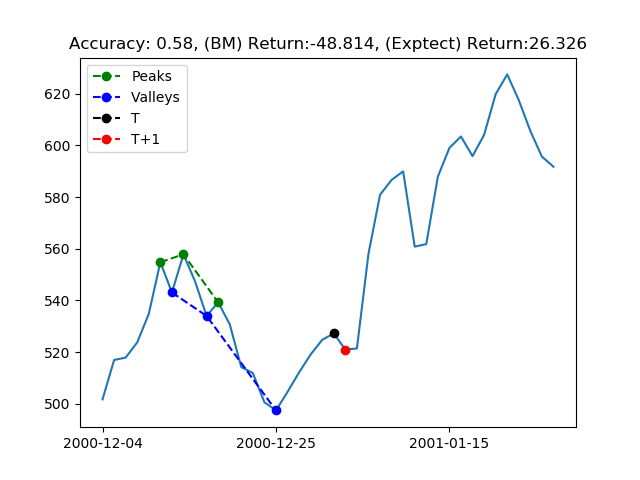 Accuracy: 0.58, (BM) Return:-48.814, (Exptect) Return:26.326
Peaks
Valleys
T
T+1
620
600
580
560
540
520
500
2000-12-04
2000-12-25
2001-01-15